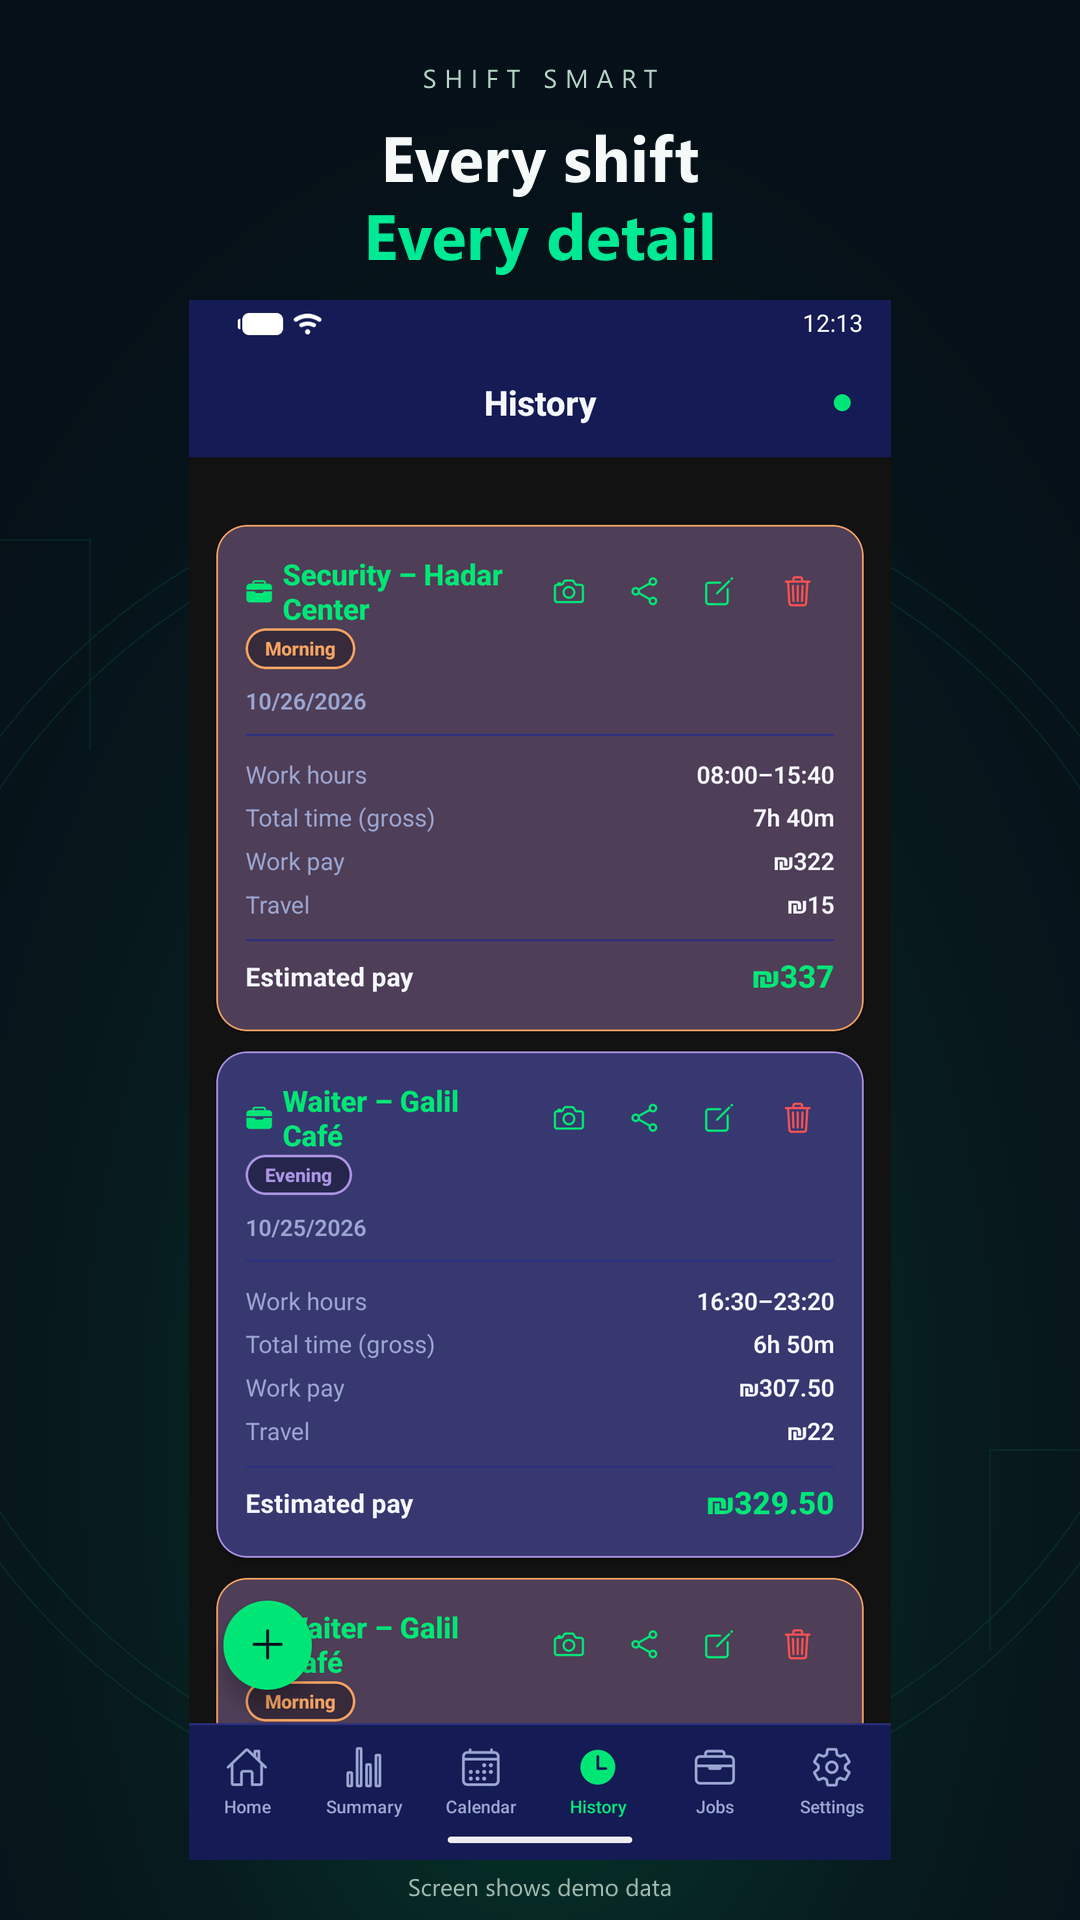 SHIFT SMART
Every shift
Every detail
12:13
History
Security – Hadar
Center
Morning
10/26/2026
Work hours 08:00–15:40
Total time (gross) 7h 40m
Work pay ₪322
Travel ₪15
Estimated pay ₪337
Waiter – Galil
Café
Evening
10/25/2026
Work hours 16:30–23:20
Total time (gross) 6h 50m
Work pay ₪307.50
Travel ₪22
Estimated pay ₪329.50
aiter – Galil
afé
Morning
Home Summary Calendar History Jobs Settings
Screen shows demo data